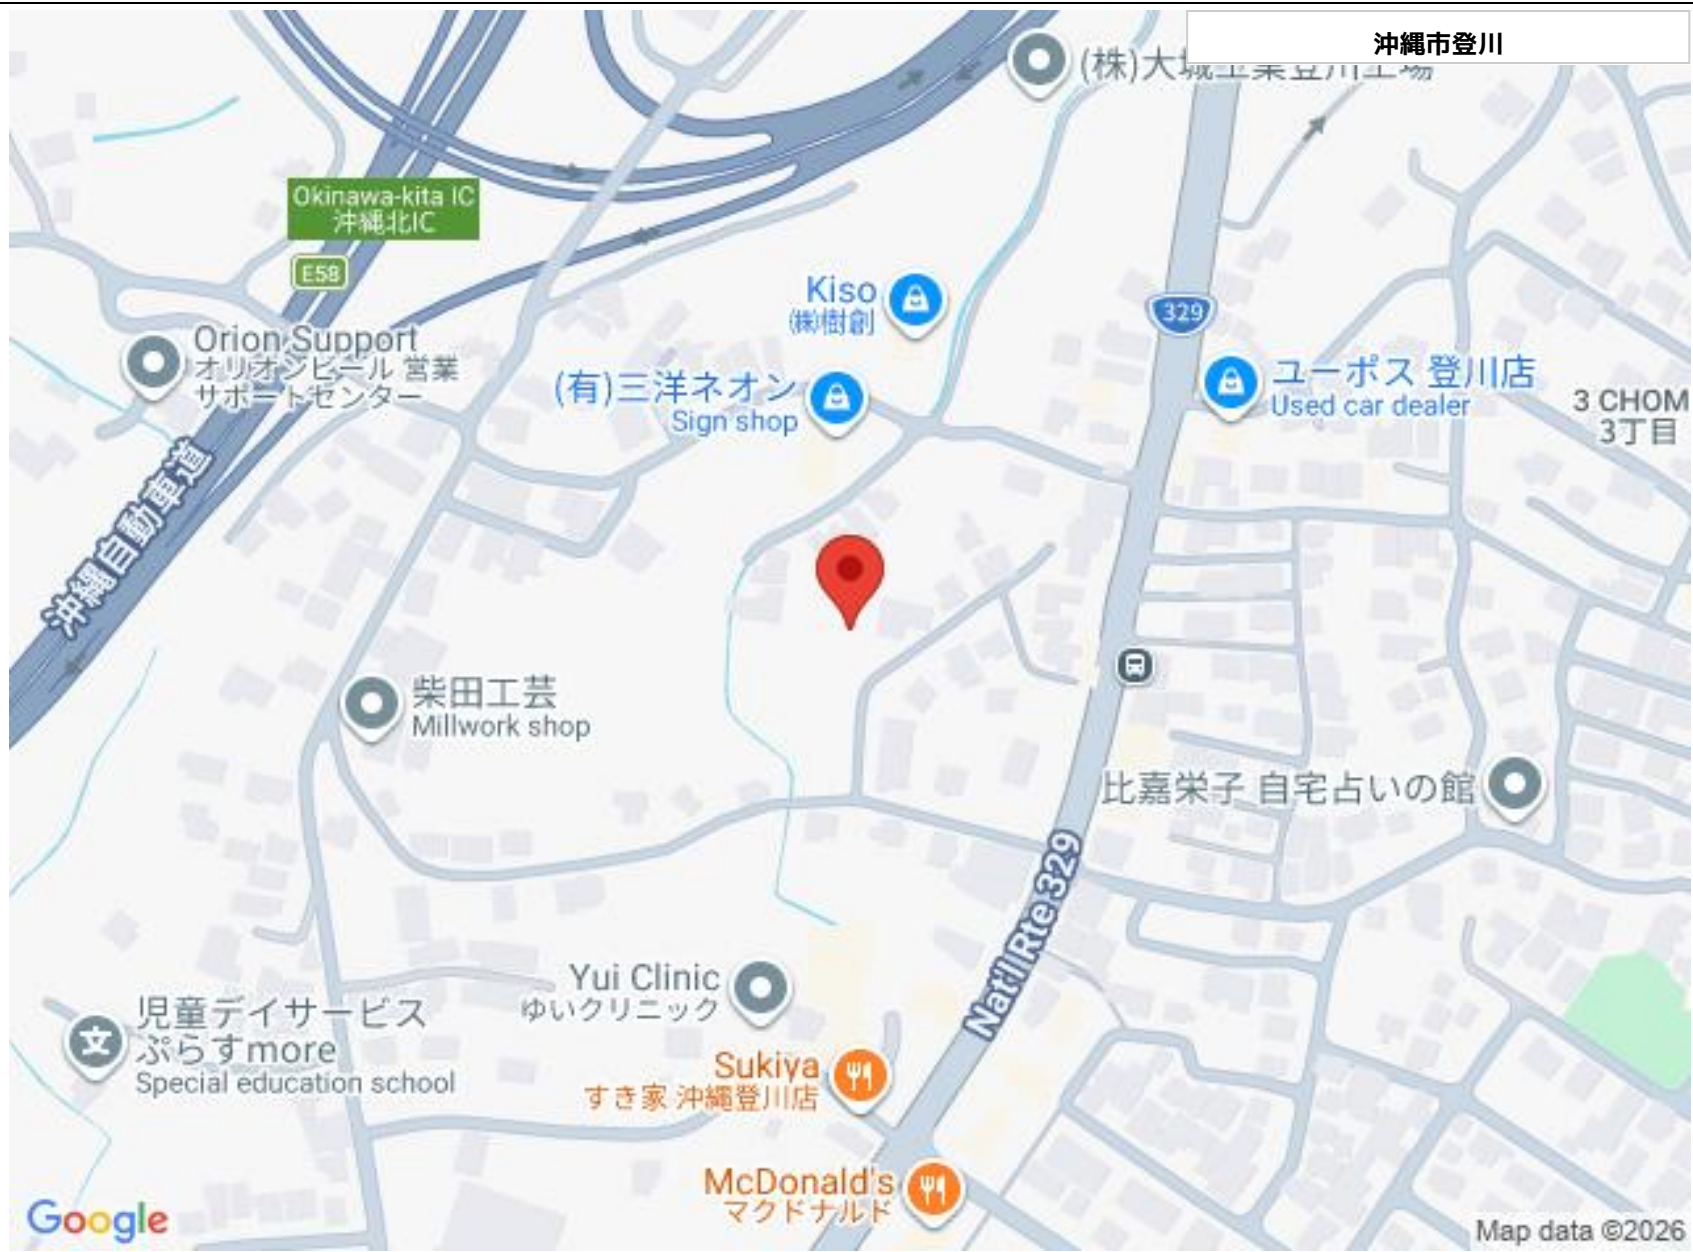 沖縄市登川
(株)大城工業登川工場
Okinawa-kita IC
沖縄北IC
E58
Kiso
㈱樹創
329
Orion Support
オリオンビール 営業
サポートセンター
(有)三洋ネオン
Sign shop
ユーポス 登川店
Used car dealer
3 CHOM
3丁目
沖縄自動車道
柴田工芸
Millwork shop
比嘉栄子 自宅占いの館
Nat'l Rte 329
Yui Clinic
ゆいクリニック
児童デイサービス
ぷらすmore
Special education school
Sukiya
すき家 沖縄登川店
McDonald's
マクドナルド
Google
Map data ©2026